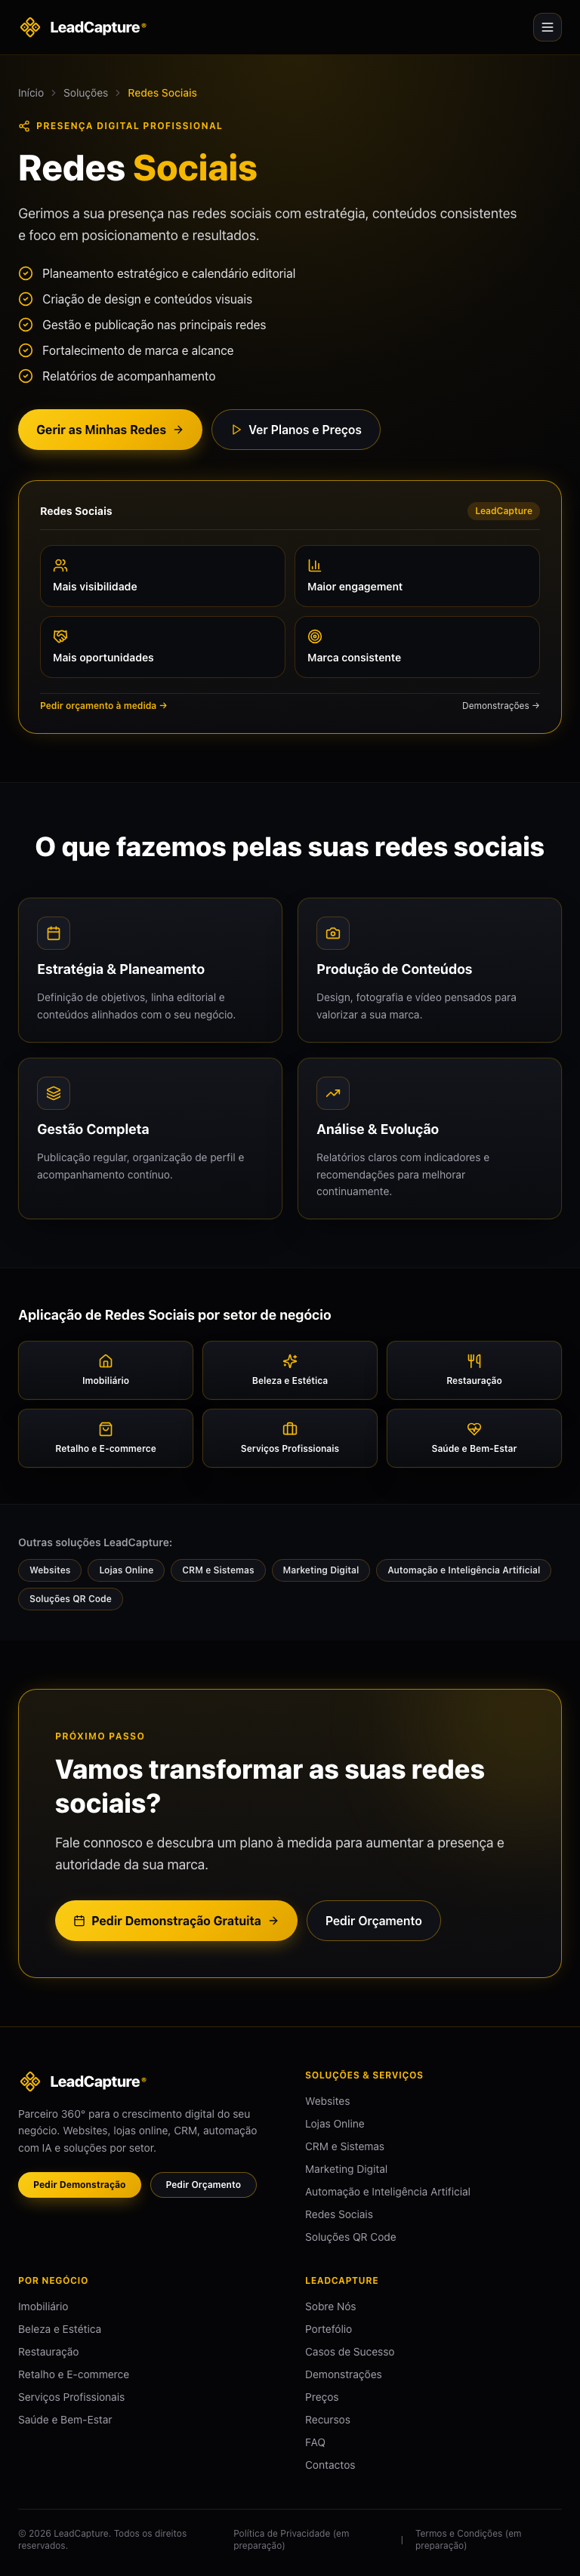 LeadCapture®
Início > Soluções > Redes Sociais
PRESENÇA DIGITAL PROFISSIONAL
Redes Sociais
Gerimos a sua presença nas redes sociais com estratégia, conteúdos consistentes
e foco em posicionamento e resultados.
Planeamento estratégico e calendário editorial
Criação de design e conteúdos visuais
Gestão e publicação nas principais redes
Fortalecimento de marca e alcance
Relatórios de acompanhamento
Gerir as Minhas Redes →
Ver Planos e Preços
Redes Sociais
LeadCapture
Mais visibilidade
Maior engagement
Mais oportunidades
Marca consistente
Pedir orçamento à medida →
Demonstrações →
O que fazemos pelas suas redes sociais
Estratégia & Planeamento
Definição de objetivos, linha editorial e
conteúdos alinhados com o seu negócio.
Produção de Conteúdos
Design, fotografia e vídeo pensados para
valorizar a sua marca.
Gestão Completa
Publicação regular, organização de perfil e
acompanhamento contínuo.
Análise & Evolução
Relatórios claros com indicadores e
recomendações para melhorar
continuamente.
Aplicação de Redes Sociais por setor de negócio
Imobiliário
Beleza e Estética
Restauração
Retalho e E-commerce
Serviços Profissionais
Saúde e Bem-Estar
Outras soluções LeadCapture:
Websites
Lojas Online
CRM e Sistemas
Marketing Digital
Automação e Inteligência Artificial
Soluções QR Code
PRÓXIMO PASSO
Vamos transformar as suas redes
sociais?
Fale connosco e descubra um plano à medida para aumentar a presença e
autoridade da sua marca.
Pedir Demonstração Gratuita →
Pedir Orçamento
LeadCapture®
Parceiro 360° para o crescimento digital do seu
negócio. Websites, lojas online, CRM, automação
com IA e soluções por setor.
Pedir Demonstração
Pedir Orçamento
SOLUÇÕES & SERVIÇOS
Websites
Lojas Online
CRM e Sistemas
Marketing Digital
Automação e Inteligência Artificial
Redes Sociais
Soluções QR Code
POR NEGÓCIO
Imobiliário
Beleza e Estética
Restauração
Retalho e E-commerce
Serviços Profissionais
Saúde e Bem-Estar
LEADCAPTURE
Sobre Nós
Portefólio
Casos de Sucesso
Demonstrações
Preços
Recursos
FAQ
Contactos
© 2026 LeadCapture. Todos os direitos
reservados.
Política de Privacidade (em
preparação)
|
Termos e Condições (em
preparação)